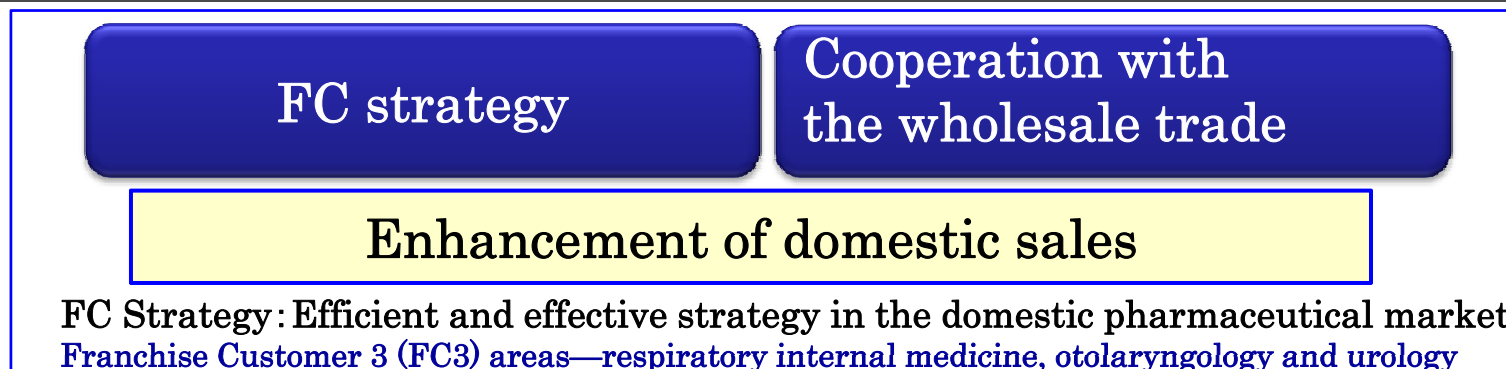 FC strategy
Cooperation with
the wholesale trade
Enhancement of domestic sales
FC Strategy:Efficient and effective strategy in the domestic pharmaceutical market
Franchise Customer 3 (FC3) areas—respiratory internal medicine, otolaryngology and urology